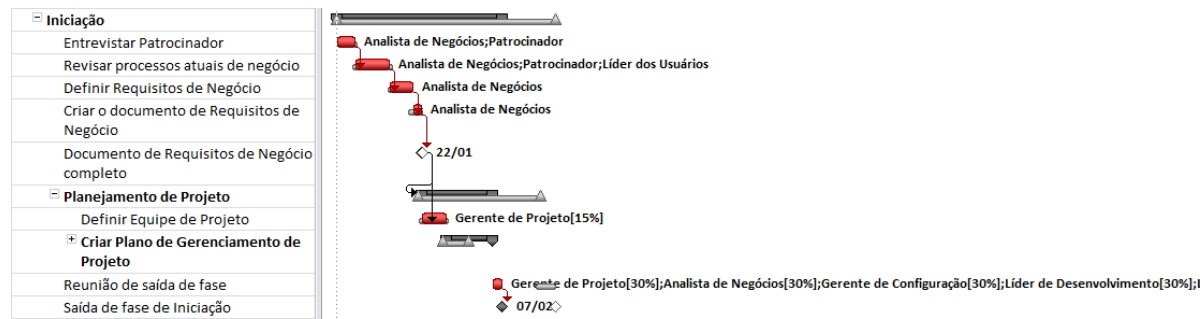 Iniciação
Entrevistar Patrocinador
Analista de Negócios;Patrocinador
Revisar processos atuais de negócio
Analista de Negócios;Patrocinador;Líder dos Usuários
Definir Requisitos de Negócio
Analista de Negócios
Criar o documento de Requisitos de
Negócio
Analista de Negócios
Documento de Requisitos de Negócio
completo
22/01
Planejamento de Projeto
Definir Equipe de Projeto
Gerente de Projeto[15%]
Criar Plano de Gerenciamento de
Projeto
Reunião de saída de fase
Gerente de Projeto[30%];Analista de Negócios[30%];Gerente de Configuração[30%];Líder de Desenvolvimento[30%];
Saída de fase de Iniciação
07/02